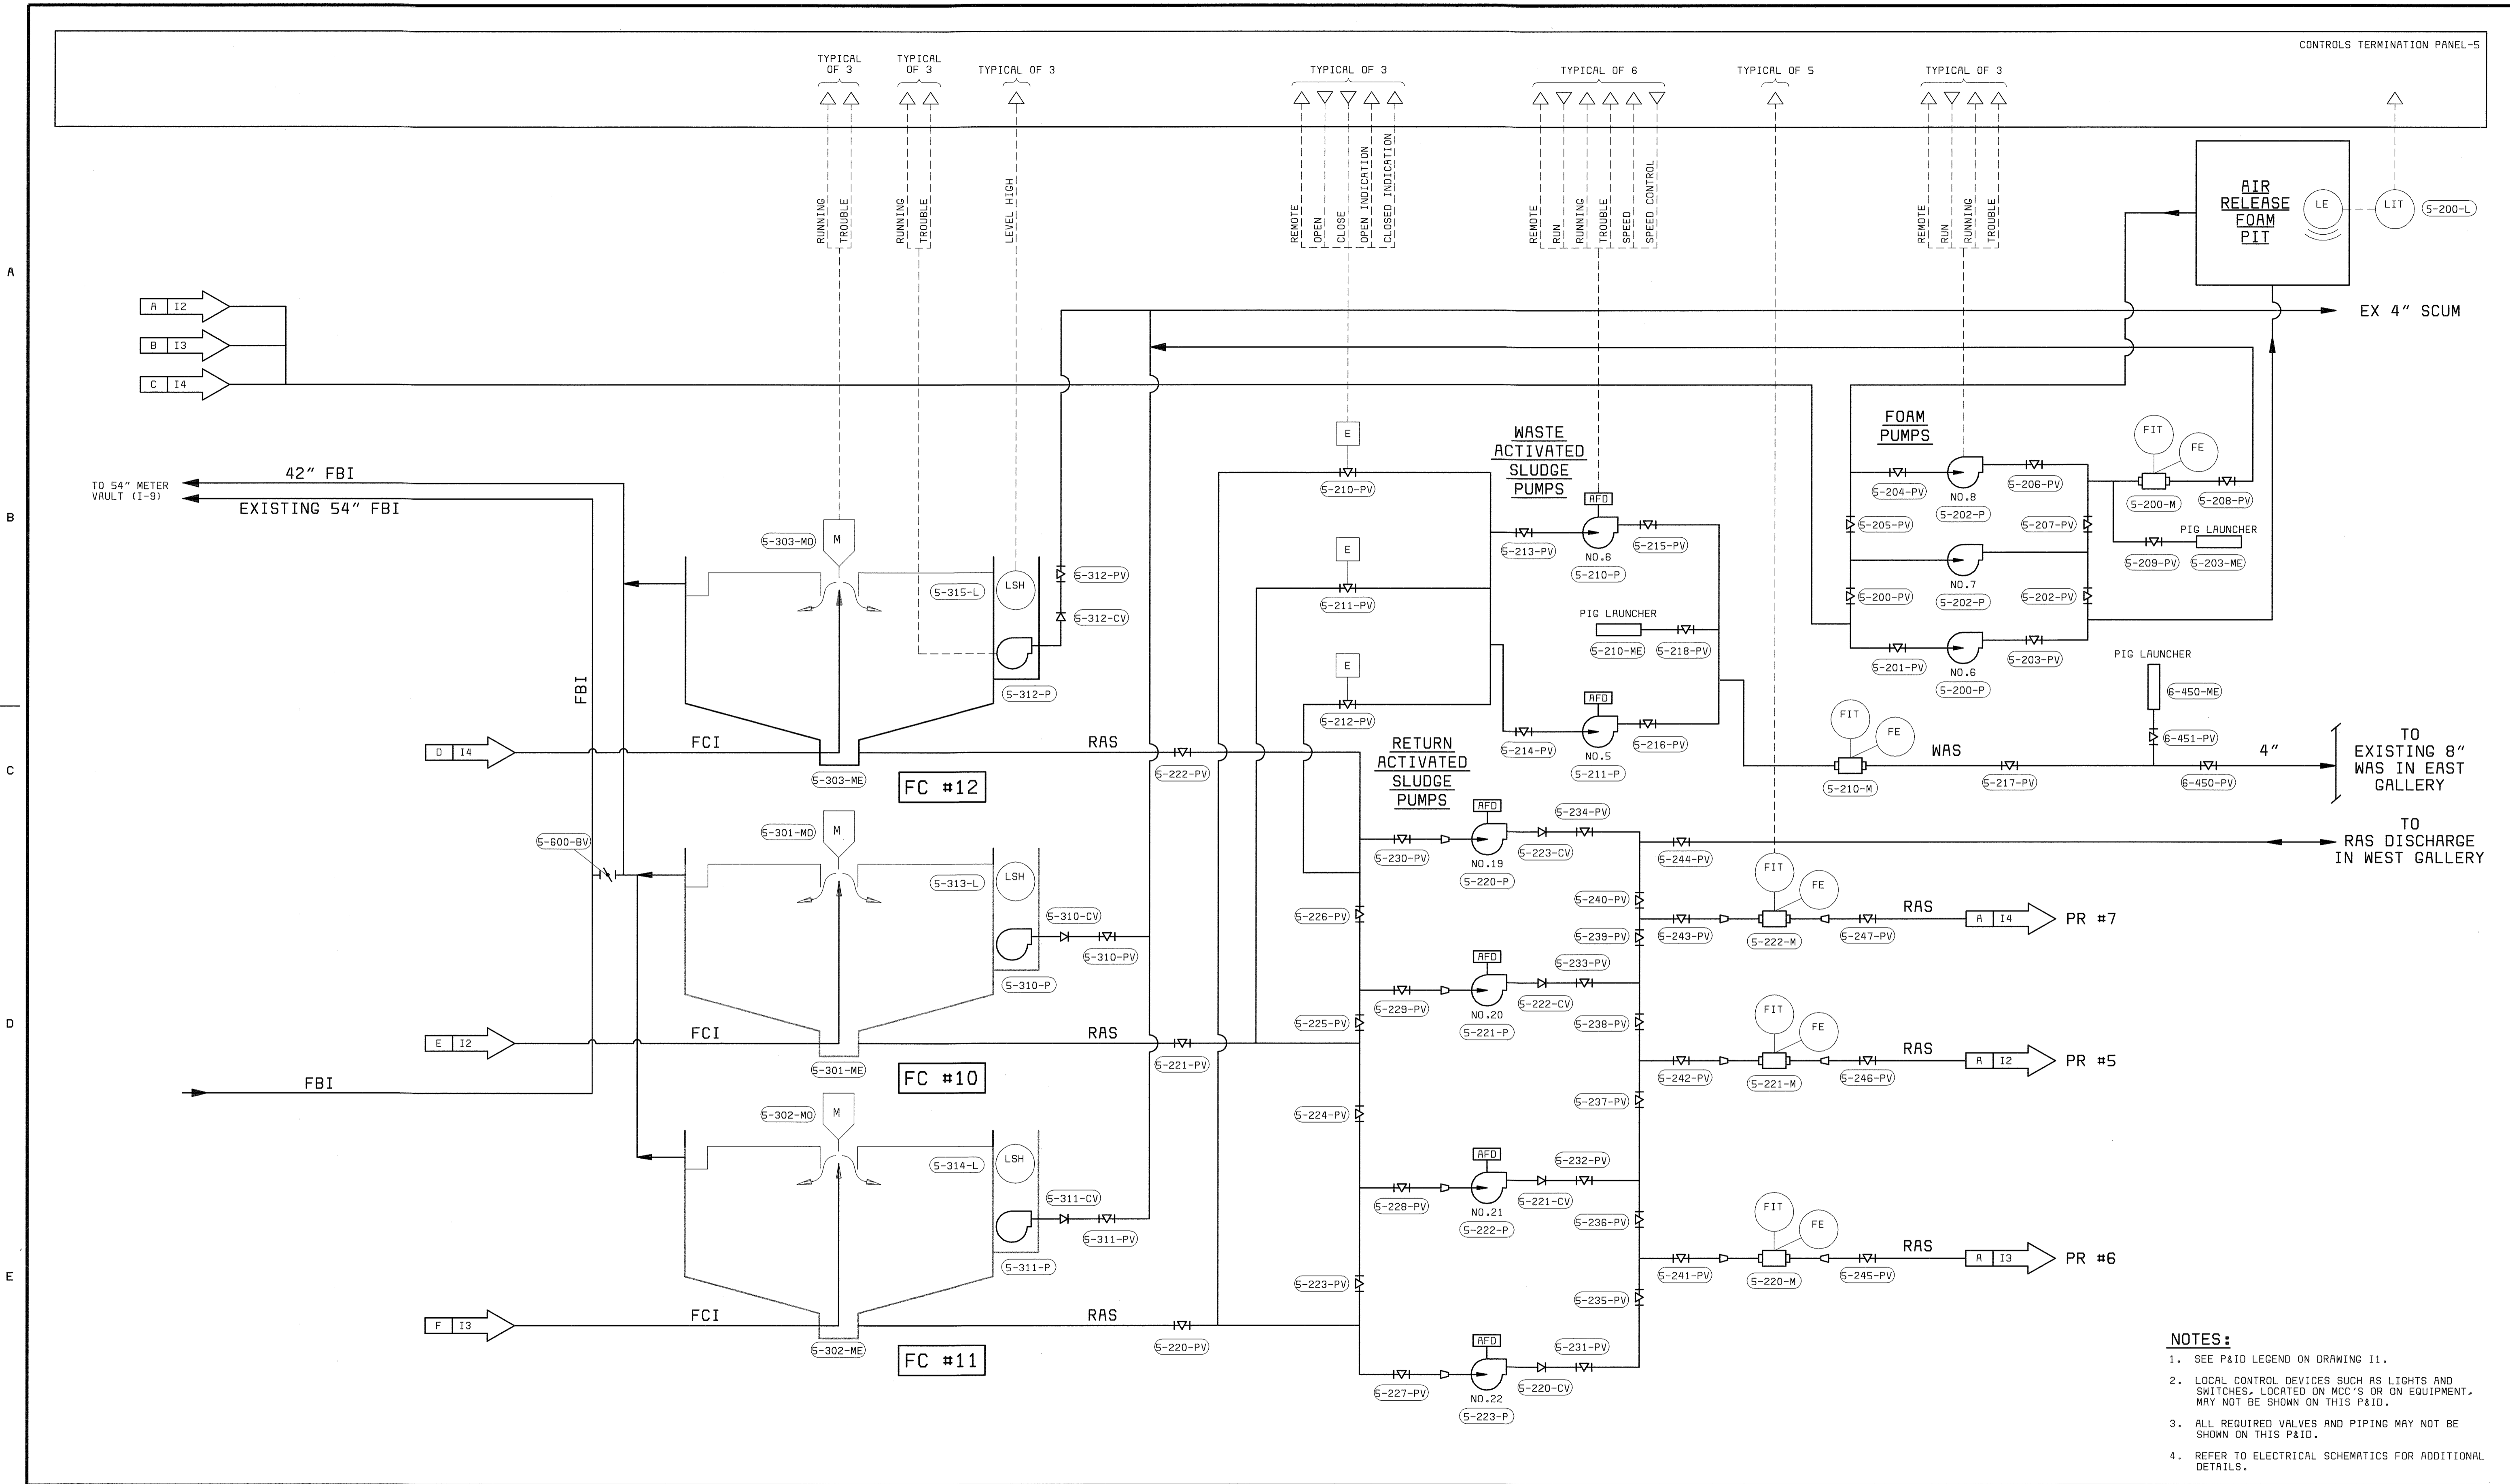 CONTROLS TERMINATION PANEL-5
TYPICAL
OF 3
TYPICAL
OF 3
TYPICAL OF 3
TYPICAL OF 3
TYPICAL OF 6
TYPICAL OF 5
TYPICAL OF 3
RUNNING
TROUBLE
RUNNING
TROUBLE
LEVEL HIGH
REMOTE
OPEN
CLOSE
OPEN INDICATION
CLOSED INDICATION
REMOTE
RUN
RUNNING
TROUBLE
SPEED
SPEED CONTROL
REMOTE
RUN
RUNNING
TROUBLE
AIR
RELEASE
FOAM
PIT
LE
LIT
5-200-L
A
B
C
D
E
A I2
B I3
C I4
EX 4" SCUM
TO 54" METER
VAULT (I-9)
42" FBI
EXISTING 54" FBI
FBI
5-303-MO
M
5-315-L
LSH
5-312-PV
5-312-CV
5-312-P
D I4
FCI
5-303-ME
FC #12
RAS
5-222-PV
5-600-BV
5-301-MO
M
5-313-L
LSH
5-310-CV
5-310-PV
5-310-P
E I2
FCI
5-301-ME
FC #10
RAS
5-221-PV
FBI
5-302-MO
M
5-314-L
LSH
5-311-CV
5-311-PV
5-311-P
F I3
FCI
5-302-ME
FC #11
RAS
5-220-PV
E
5-210-PV
E
5-211-PV
E
5-212-PV
WASTE
ACTIVATED
SLUDGE
PUMPS
AFD
5-213-PV
5-215-PV
NO.6
5-210-P
PIG LAUNCHER
5-210-ME
5-218-PV
AFD
5-214-PV
5-216-PV
NO.5
5-211-P
FOAM
PUMPS
5-204-PV
NO.8
5-202-P
5-206-PV
5-205-PV
5-207-PV
NO.7
5-202-P
5-200-PV
5-202-PV
5-201-PV
NO.6
5-200-P
5-203-PV
FIT
FE
5-200-M
5-208-PV
PIG LAUNCHER
5-209-PV
5-203-ME
PIG LAUNCHER
6-450-ME
6-451-PV
FIT
FE
5-210-M
WAS
5-217-PV
6-450-PV
4"
TO
EXISTING 8"
WAS IN EAST
GALLERY
RETURN
ACTIVATED
SLUDGE
PUMPS
AFD
5-234-PV
5-230-PV
NO.19
5-223-CV
5-220-P
5-244-PV
TO
RAS DISCHARGE
IN WEST GALLERY
5-226-PV
5-240-PV
5-239-PV
5-243-PV
FIT
FE
5-222-M
5-247-PV
RAS
A I4
PR #7
AFD
5-233-PV
5-229-PV
NO.20
5-222-CV
5-221-P
5-225-PV
5-238-PV
5-242-PV
FIT
FE
5-221-M
5-246-PV
RAS
A I2
PR #5
5-224-PV
5-237-PV
AFD
5-232-PV
5-228-PV
NO.21
5-221-CV
5-222-P
5-236-PV
5-241-PV
FIT
FE
5-220-M
5-245-PV
RAS
A I3
PR #6
5-223-PV
5-235-PV
AFD
5-231-PV
5-227-PV
NO.22
5-220-CV
5-223-P
NOTES:
1. SEE P&ID LEGEND ON DRAWING I1.
2. LOCAL CONTROL DEVICES SUCH AS LIGHTS AND
SWITCHES, LOCATED ON MCC'S OR ON EQUIPMENT,
MAY NOT BE SHOWN ON THIS P&ID.
3. ALL REQUIRED VALVES AND PIPING MAY NOT BE
SHOWN ON THIS P&ID.
4. REFER TO ELECTRICAL SCHEMATICS FOR ADDITIONAL
DETAILS.